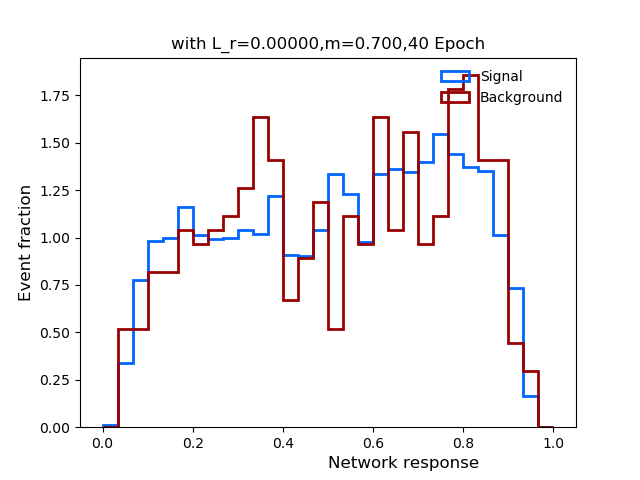 with L_r=0.00000,m=0.700,40 Epoch
Signal
Background
Event fraction
1.75
1.50
1.25
1.00
0.75
0.50
0.25
0.00
0.0 0.2 0.4 0.6 0.8 1.0
Network response